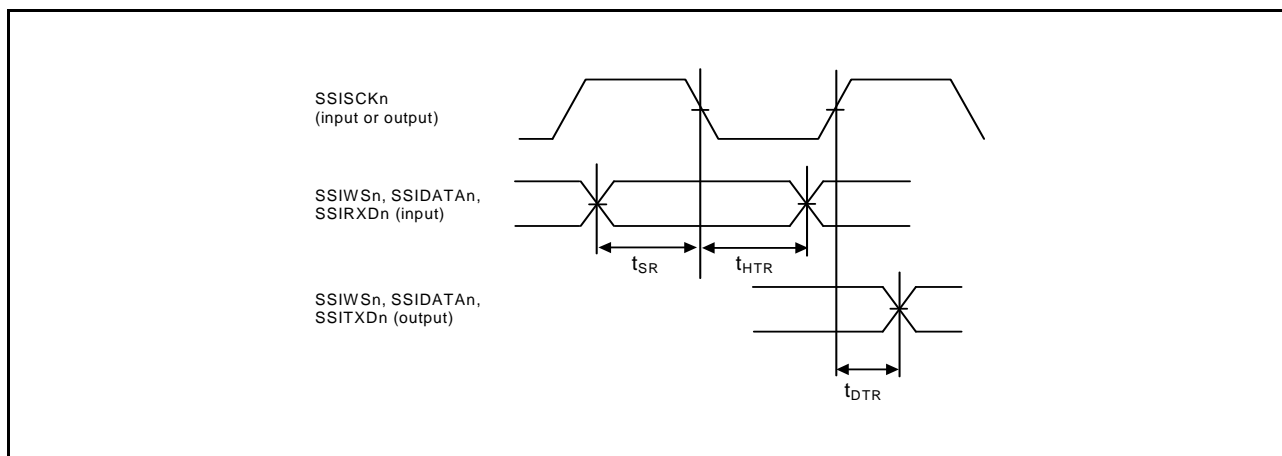 SSISCKn
(input or output)
SSIWSn, SSIDATAn,
SSIRXDn (input)
tSR
tHTR
SSIWSn, SSIDATAn,
SSITXDn (output)
tDTR